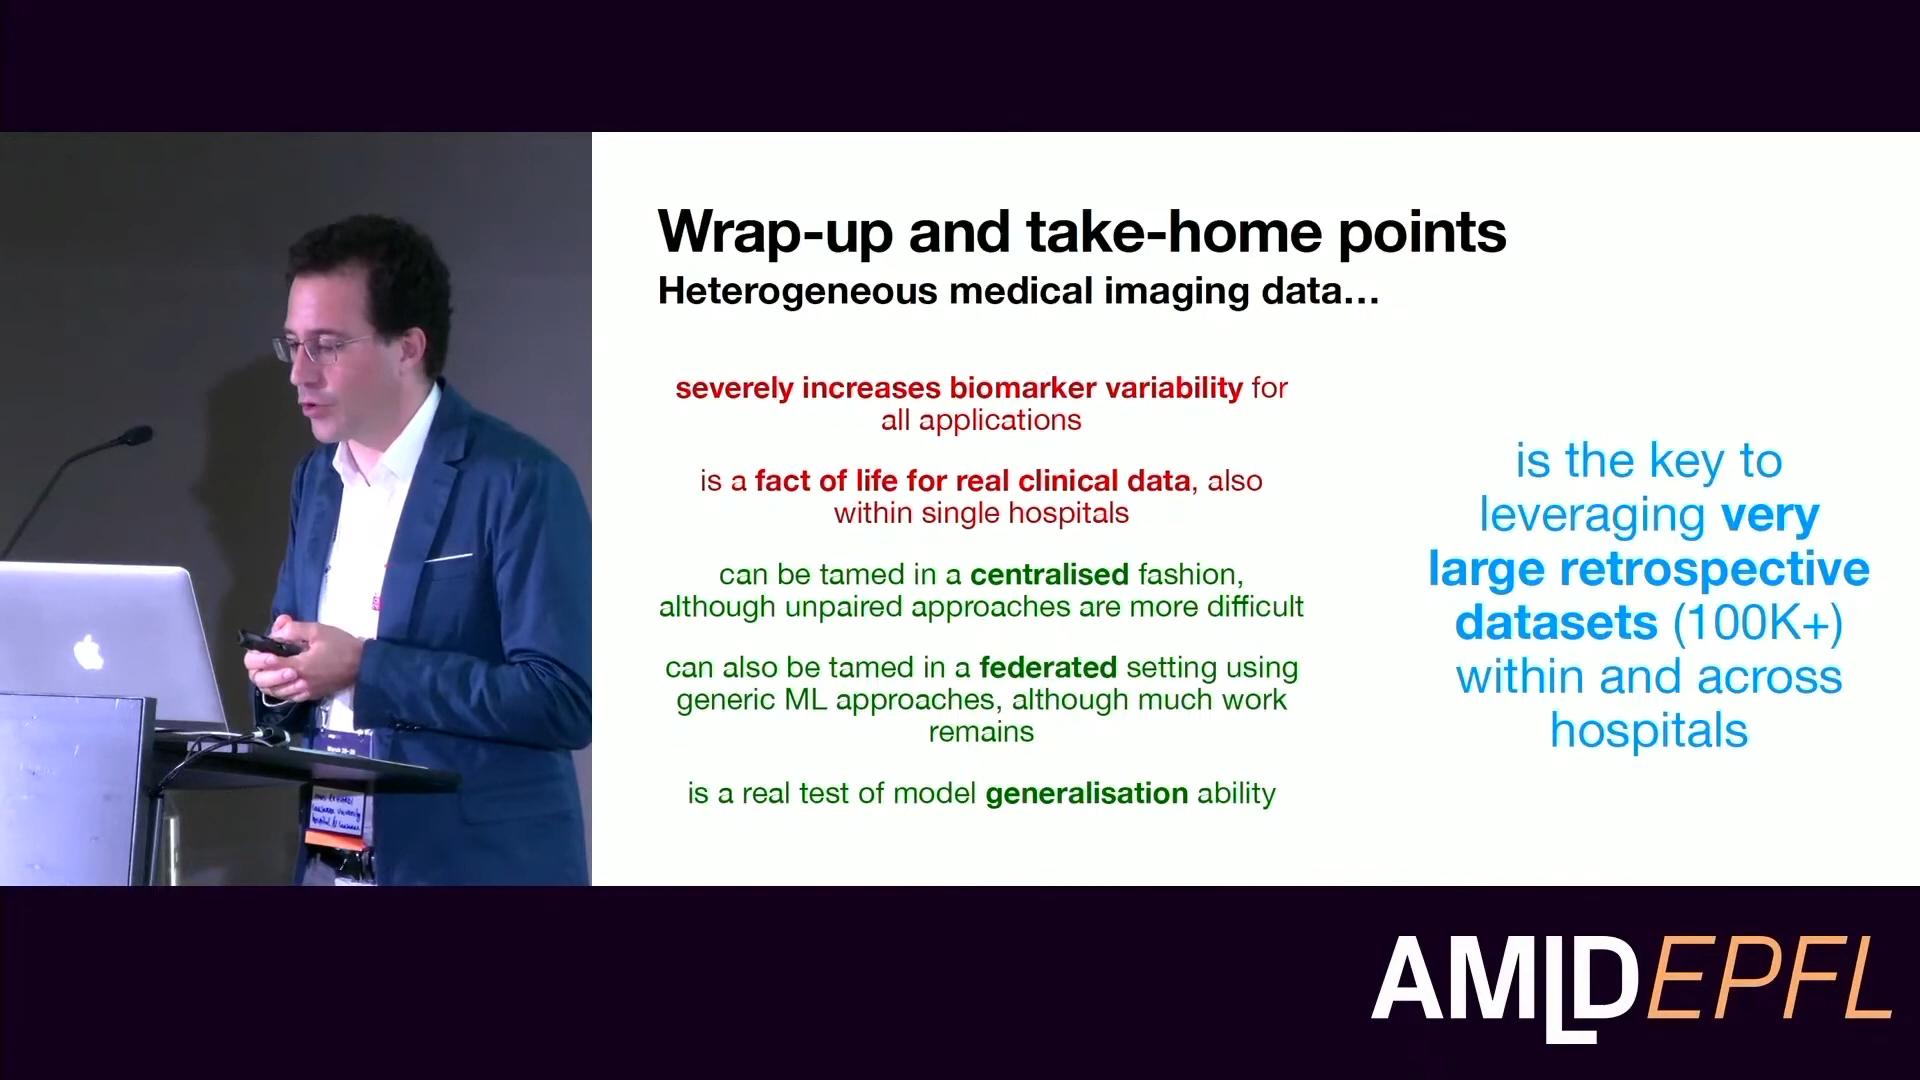 Wrap-up and take-home points
Heterogeneous medical imaging data…
severely increases biomarker variability for
all applications
is a fact of life for real clinical data, also
within single hospitals
can be tamed in a centralised fashion,
although unpaired approaches are more difficult
can also be tamed in a federated setting using
generic ML approaches, although much work
remains
is a real test of model generalisation ability
is the key to
leveraging very
large retrospective
datasets (100K+)
within and across
hospitals
AMLDEPFL